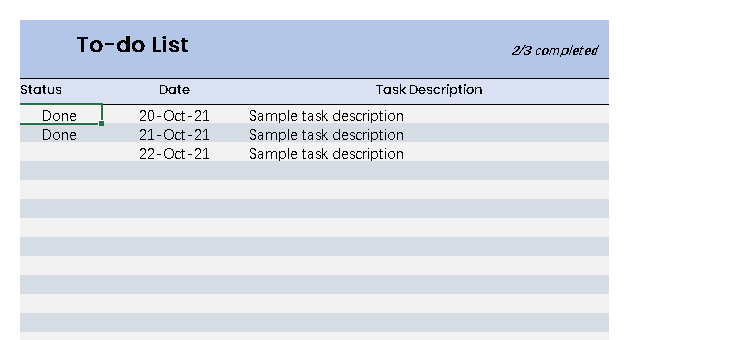 To-do List
2/3 completed
Status Date Task Description
Done 20-Oct-21 Sample task description
Done 21-Oct-21 Sample task description
22-Oct-21 Sample task description